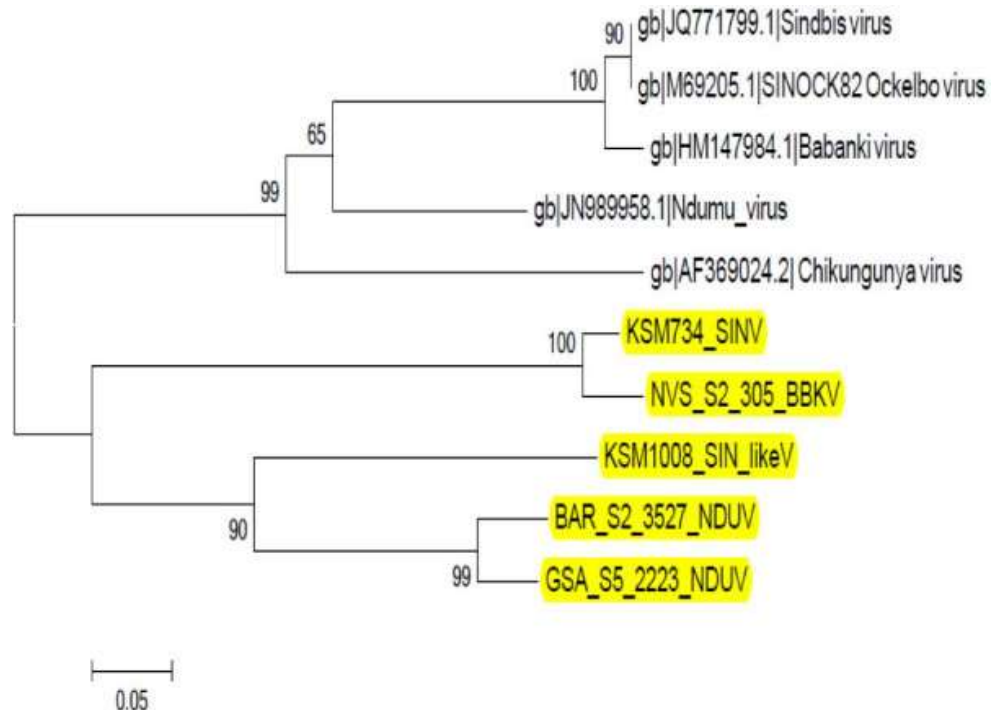 90
gb|JQ771799.1|Sindbis virus
gb|M69205.1|SINOCK82 Ockelbo virus
100
gb|HM147984.1|Babanki virus
65
99
gb|JN989958.1|Ndumu_virus
gb|AF369024.2| Chikungunya virus
KSM734_SINV
100
NVS_S2_305_BBKV
KSM1008_SIN_likeV
90
BAR_S2_3527_NDUV
99
GSA_S5_2223_NDUV
0.05